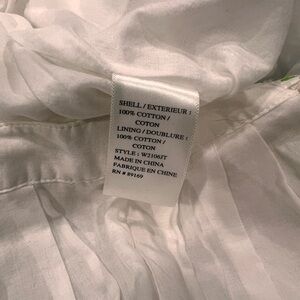 SHELL / EXTERIEUR :
100% COTTON /
COTON
LINING / DOUBLURE :
100% COTTON /
COTON
STYLE : W2106JT
MADE IN CHINA
FABRIQUE EN CHINE
RN # 89169